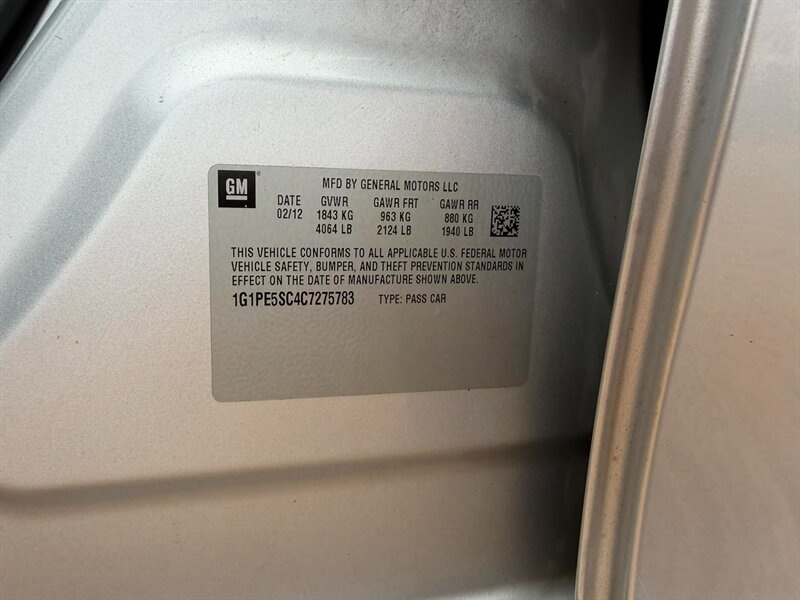 GM ® MFD BY GENERAL MOTORS LLC
DATE GVWR GAWR FRT GAWR RR
02/12 1843 KG 963 KG 880 KG
4064 LB 2124 LB 1940 LB
THIS VEHICLE CONFORMS TO ALL APPLICABLE U.S. FEDERAL MOTOR
VEHICLE SAFETY, BUMPER, AND THEFT PREVENTION STANDARDS IN
EFFECT ON THE DATE OF MANUFACTURE SHOWN ABOVE.
1G1PE5SC4C7275783 TYPE: PASS CAR